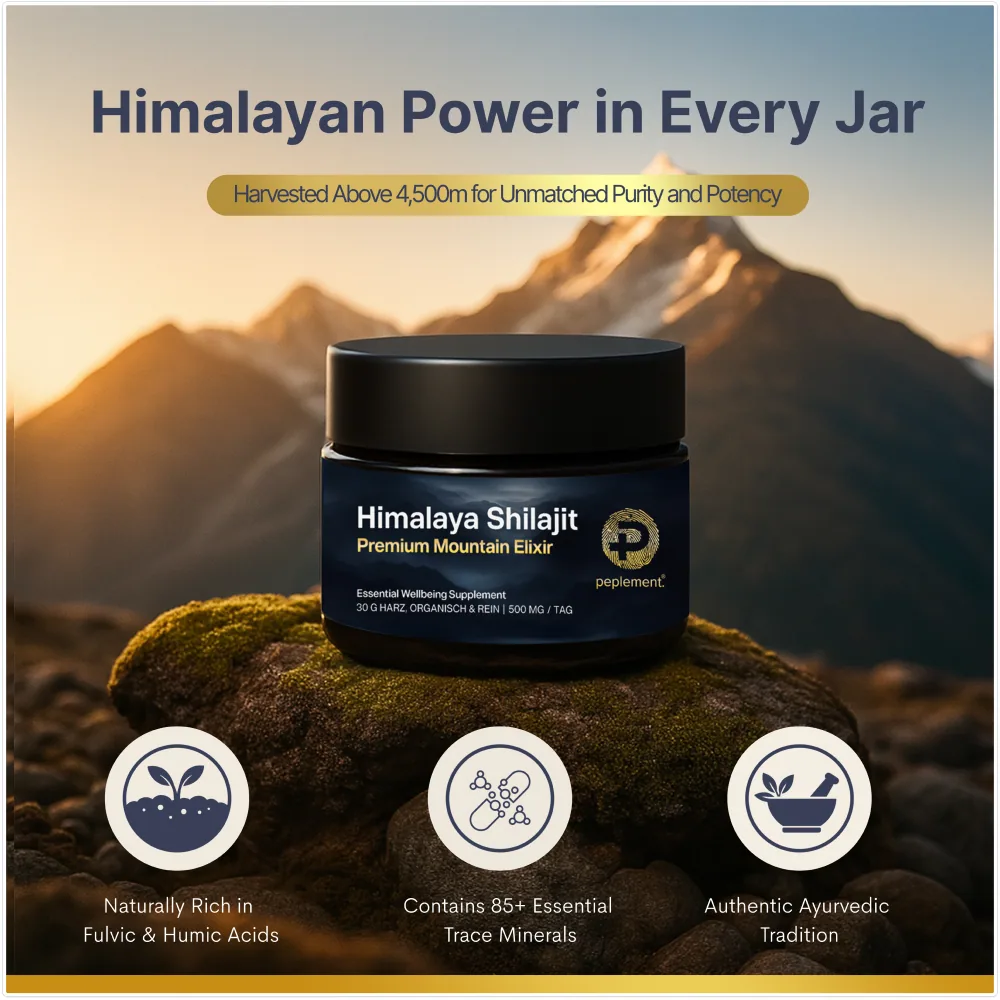 Himalayan Power in Every Jar
Harvested Above 4,500m for Unmatched Purity and Potency
Himalaya Shilajit
Premium Mountain Elixir
peplement.®
Essential Wellbeing Supplement
30 G HARZ, ORGANISCH & REIN | 500 MG / TAG
Naturally Rich in
Fulvic & Humic Acids
Contains 85+ Essential
Trace Minerals
Authentic Ayurvedic
Tradition